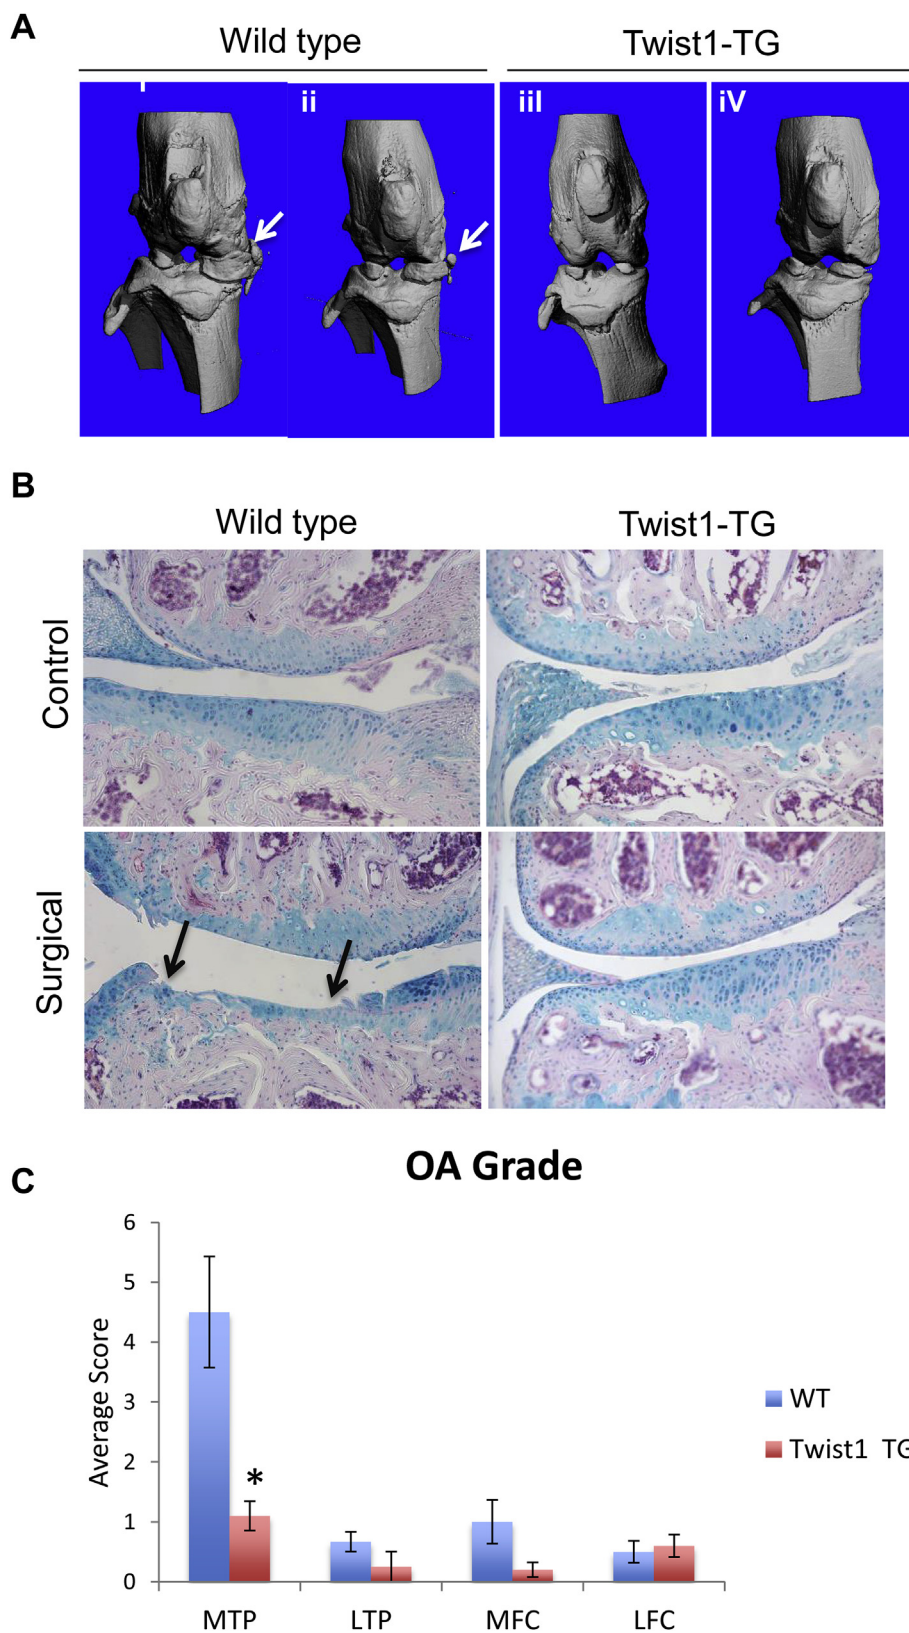 A
Wild type
Twist1-TG
i
ii
iiI
iV
B
Wild type
Twist1-TG
Control
Surgical
C
OA Grade
Average Score
6
5
4
3
2
1
0
*
MTP
LTP
MFC
LFC
WT
Twist1 TG